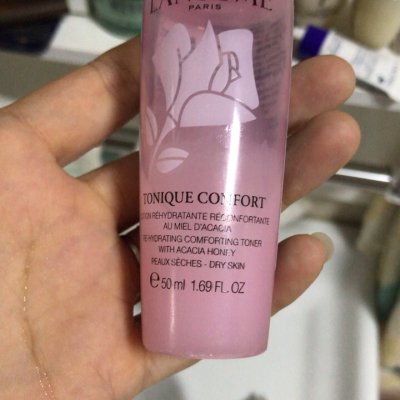 LANCÔME
PARIS
TONIQUE CONFORT
RÉHYDRATANTE RÉCONFORTANTE
AU MIEL D'ACACIA
RE-HYDRATING COMFORTING TONER
WITH ACACIA HONEY
PEAUX SÈCHES - DRY SKIN
℮ 50 ml 1.69 FL. OZ